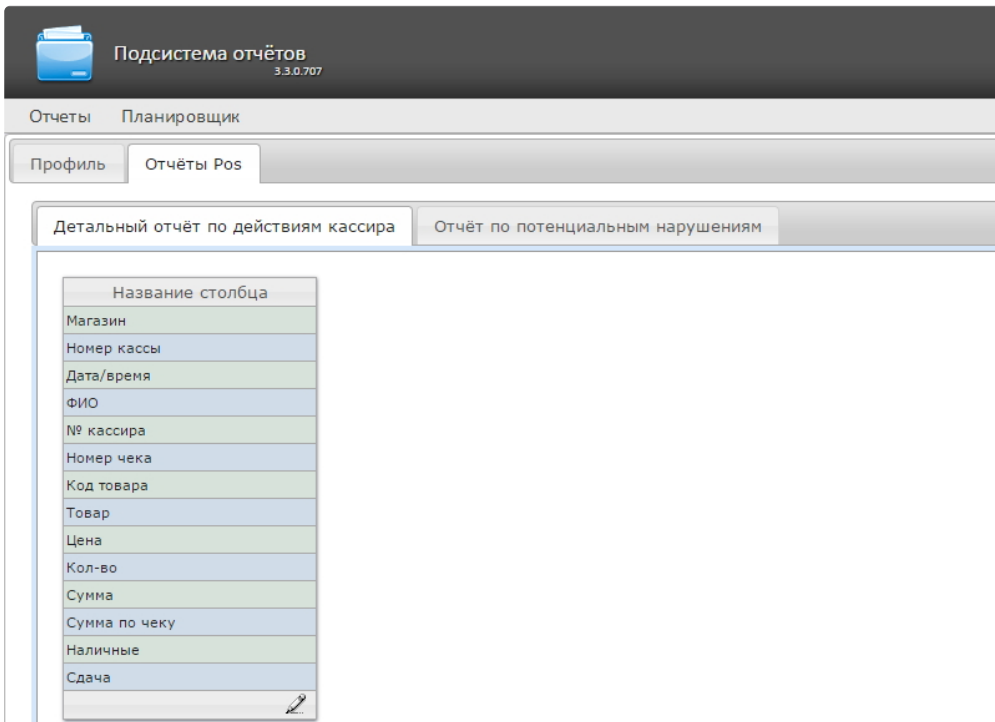 Подсистема отчётов
3.3.0.707
Отчеты Планировщик
Профиль Отчёты Pos
Детальный отчёт по действиям кассира Отчёт по потенциальным нарушениям
Название столбца
Магазин
Номер кассы
Дата/время
ФИО
№ кассира
Номер чека
Код товара
Товар
Цена
Кол-во
Сумма
Сумма по чеку
Наличные
Сдача